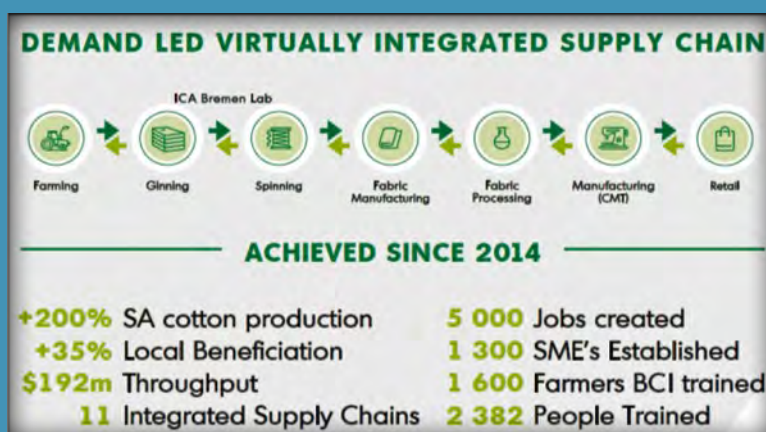 DEMAND LED VIRTUALLY INTEGRATED SUPPLY CHAIN
ICA Bremen Lab
Farming
Ginning
Spinning
Fabric
Manufacturing
Fabric
Processing
Manufacturing
(CMT)
Retail
ACHIEVED SINCE 2014
+200% SA cotton production
+35% Local Beneficiation
$192m Throughput
11 Integrated Supply Chains
5 000 Jobs created
1 300 SME's Established
1 600 Farmers BCI trained
2 382 People Trained